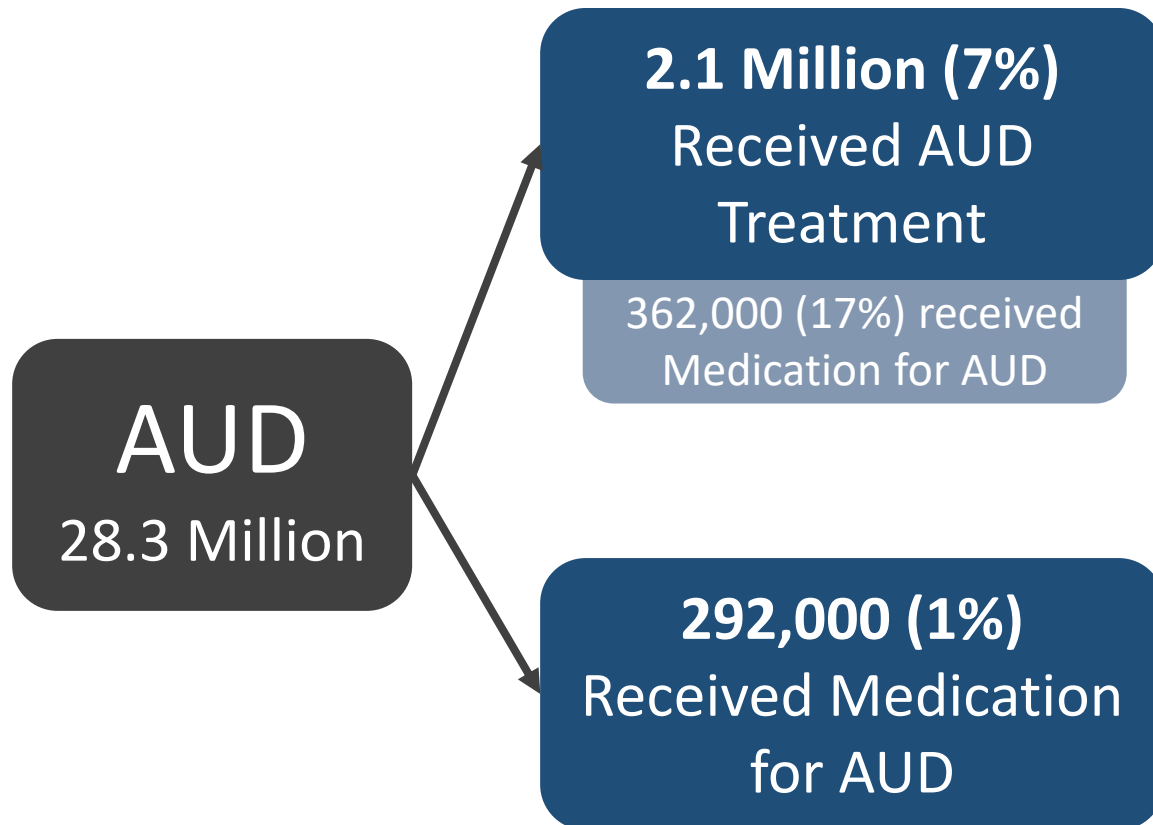 2.1 Million (7%)
Received AUD
Treatment
362,000 (17%) received
Medication for AUD
AUD
28.3 Million
292,000 (1%)
Received Medication
for AUD